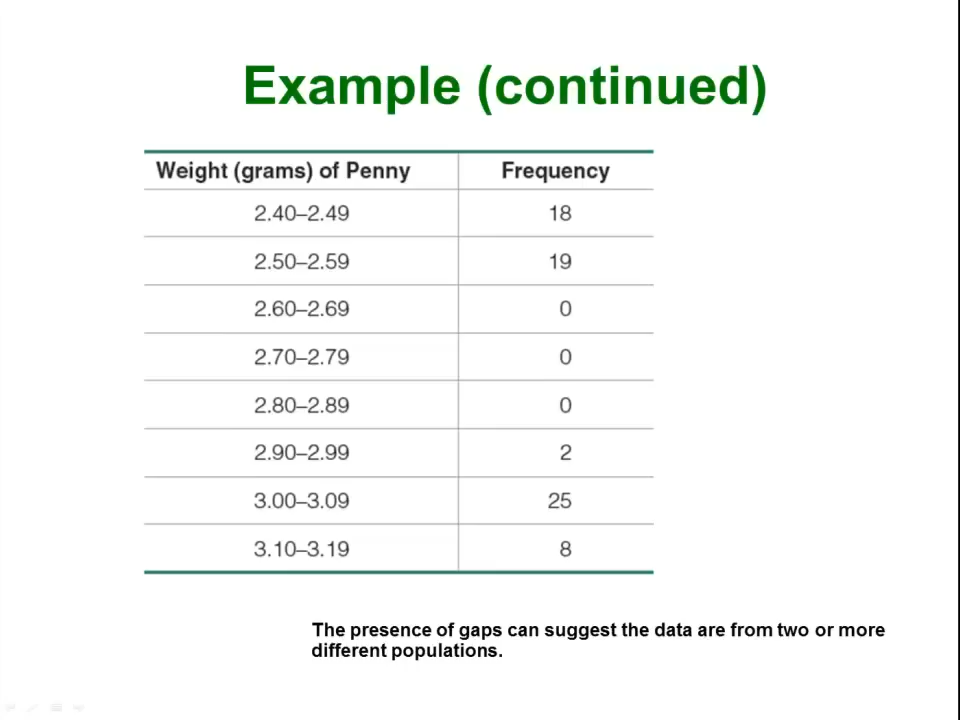 Example (continued)
Weight (grams) of Penny Frequency
2.40–2.49 18
2.50–2.59 19
2.60–2.69 0
2.70–2.79 0
2.80–2.89 0
2.90–2.99 2
3.00–3.09 25
3.10–3.19 8
The presence of gaps can suggest the data are from two or more
different populations.